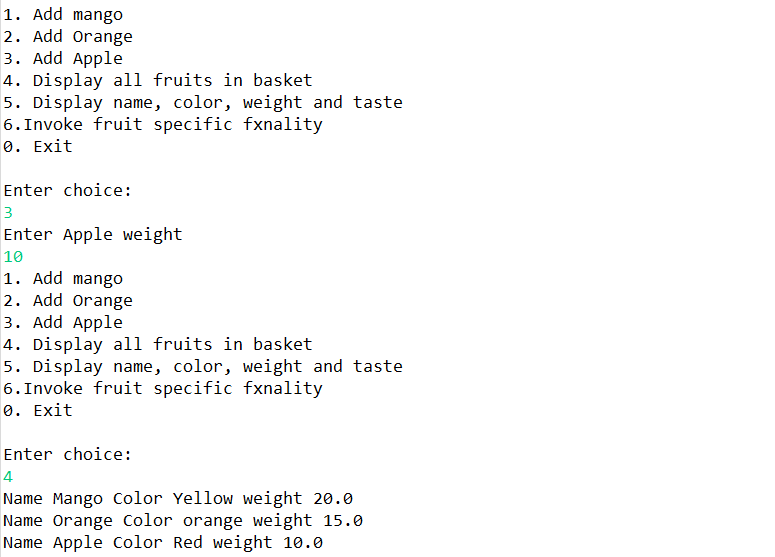 1. Add mango
2. Add Orange
3. Add Apple
4. Display all fruits in basket
5. Display name, color, weight and taste
6.Invoke fruit specific fxnality
0. Exit
Enter choice:
3
Enter Apple weight
10
1. Add mango
2. Add Orange
3. Add Apple
4. Display all fruits in basket
5. Display name, color, weight and taste
6.Invoke fruit specific fxnality
0. Exit
Enter choice:
4
Name Mango Color Yellow weight 20.0
Name Orange Color orange weight 15.0
Name Apple Color Red weight 10.0